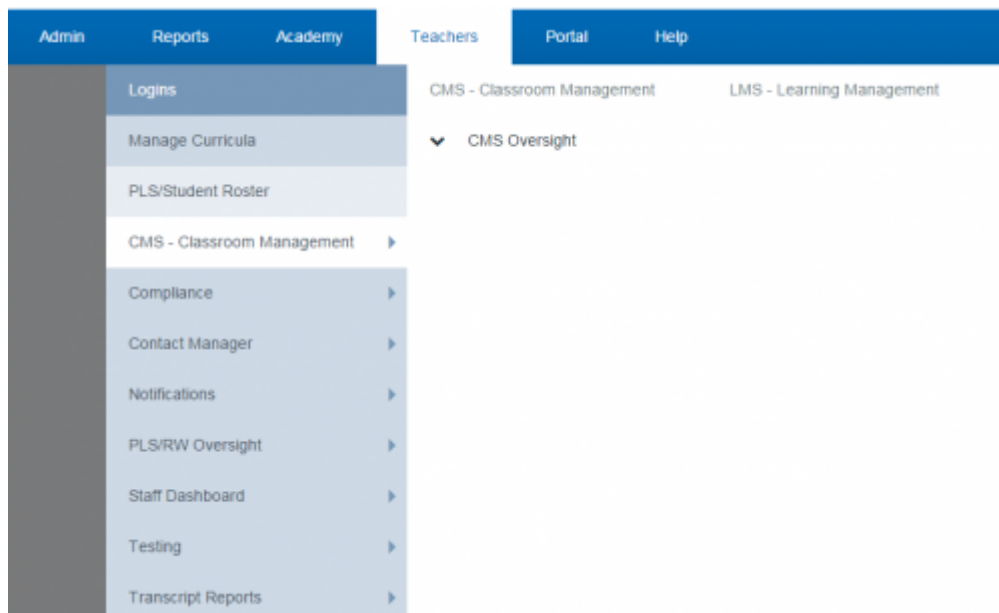 Admin Reports Academy Teachers Portal Help
Logins
Manage Curricula
PLS/Student Roster
CMS - Classroom Management
Compliance
Contact Manager
Notifications
PLS/RW Oversight
Staff Dashboard
Testing
Transcript Reports
CMS - Classroom Management LMS - Learning Management
CMS Oversight